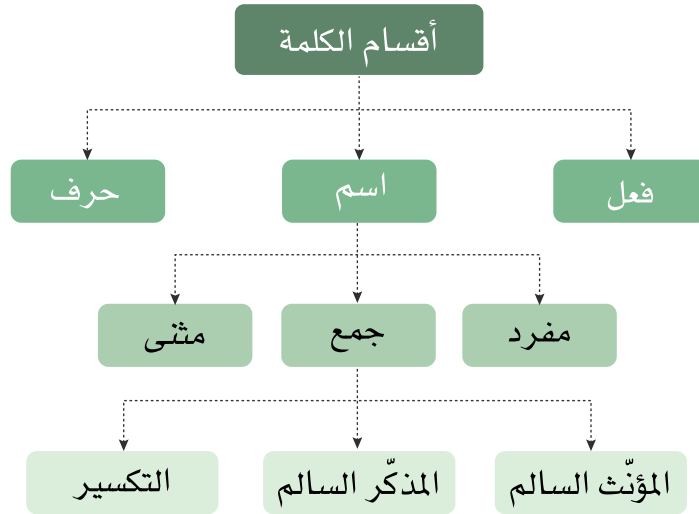 أقسام الكلمة
فعل
اسم
حرف
مفرد
جمع
مثنى
المؤنّث السالم
المذكّر السالم
التكسير